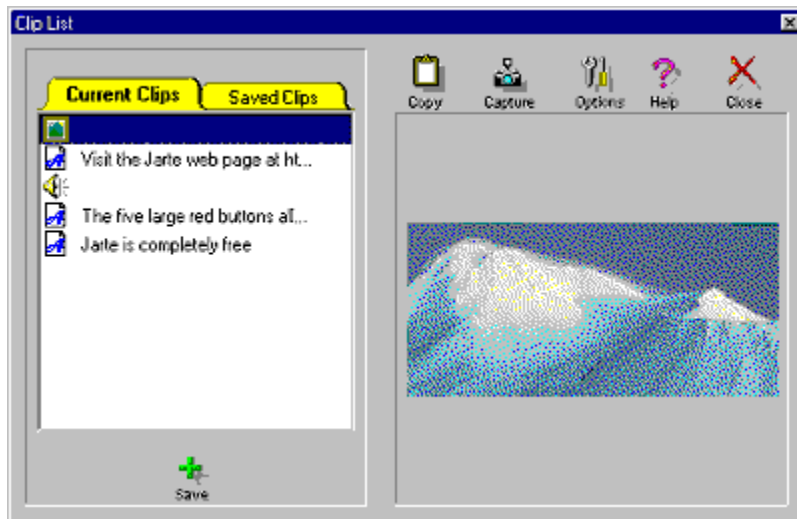 Clip List
Current Clips
Saved Clips
Visit the Jarte web page at ht...
The five large red buttons all...
Jarte is completely free
Save
Copy
Capture
Options
Help
Close